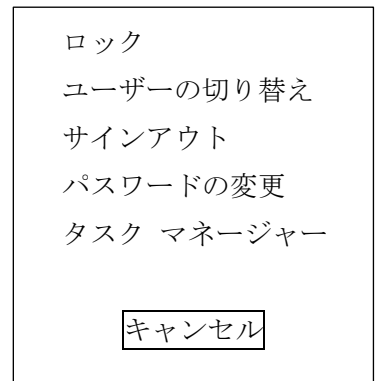 ロック
ユーザーの切り替え
サインアウト
パスワードの変更
タスク マネージャー
キャンセル